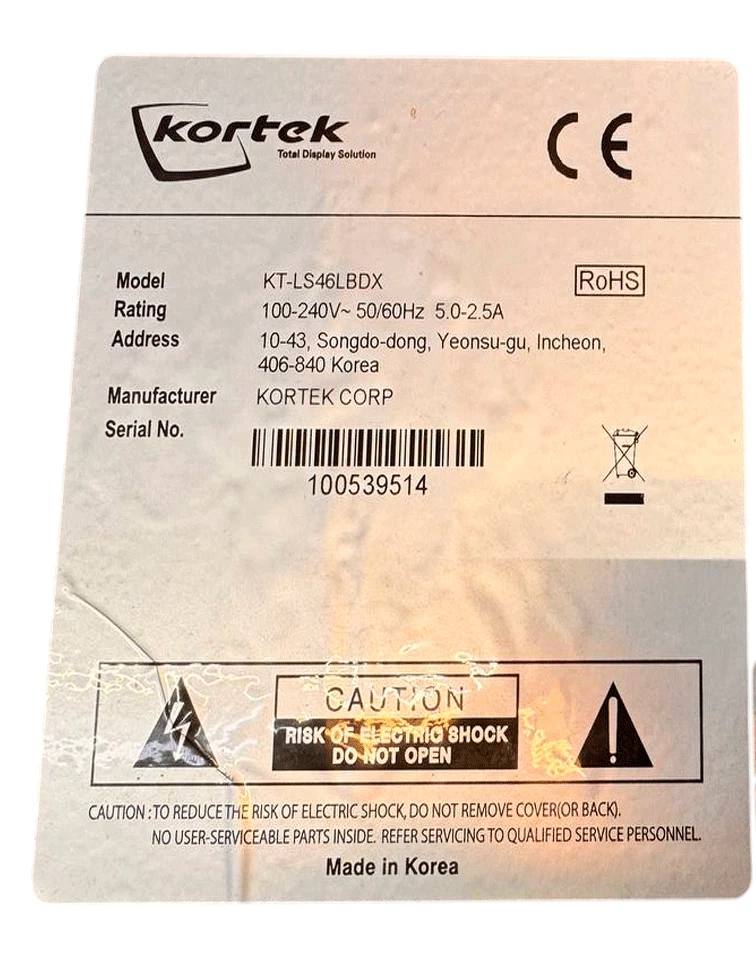 kortek
Total Display Solution
CE
Model KT-LS46LBDX
RoHS
Rating 100-240V~ 50/60Hz 5.0-2.5A
Address 10-43, Songdo-dong, Yeonsu-gu, Incheon,
406-840 Korea
Manufacturer KORTEK CORP
Serial No.
100539514
CAUTION
RISK OF ELECTRIC SHOCK
DO NOT OPEN
CAUTION : TO REDUCE THE RISK OF ELECTRIC SHOCK, DO NOT REMOVE COVER(OR BACK).
NO USER-SERVICEABLE PARTS INSIDE. REFER SERVICING TO QUALIFIED SERVICE PERSONNEL.
Made in Korea